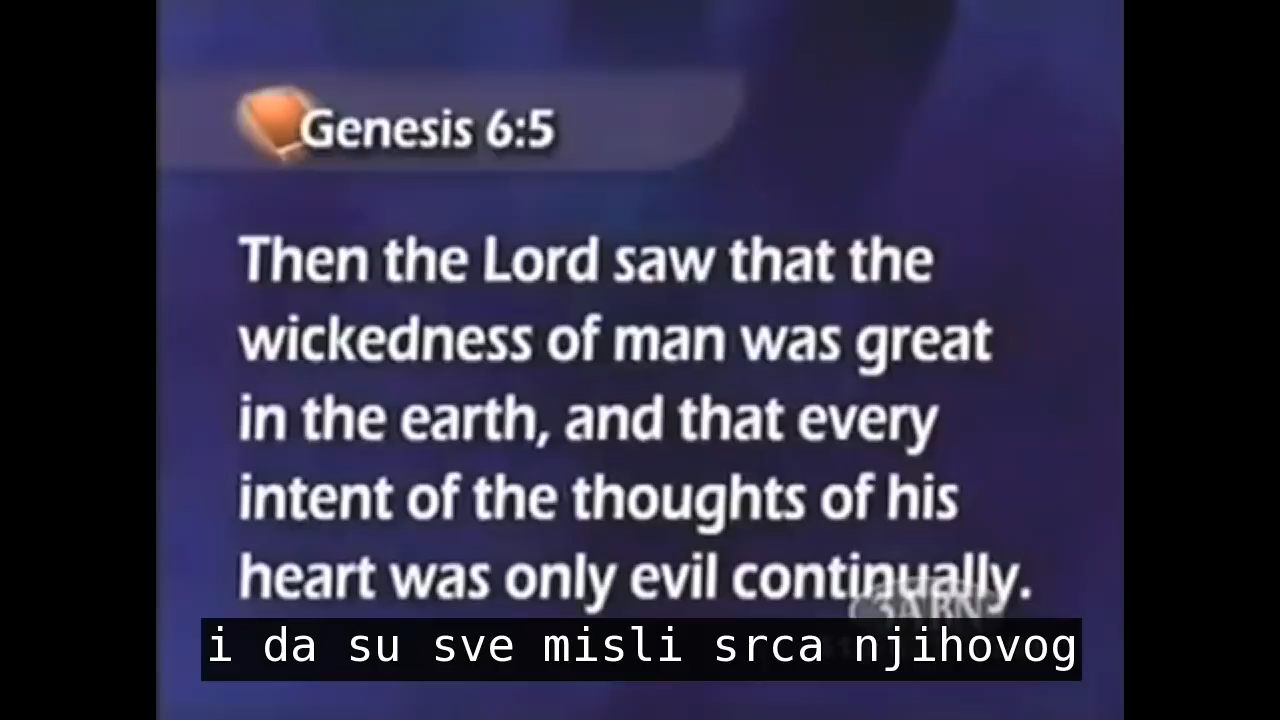 Genesis 6:5
Then the Lord saw that the
wickedness of man was great
in the earth, and that every
intent of the thoughts of his
heart was only evil continually.
3ABN
i da su sve misli srca njihovog